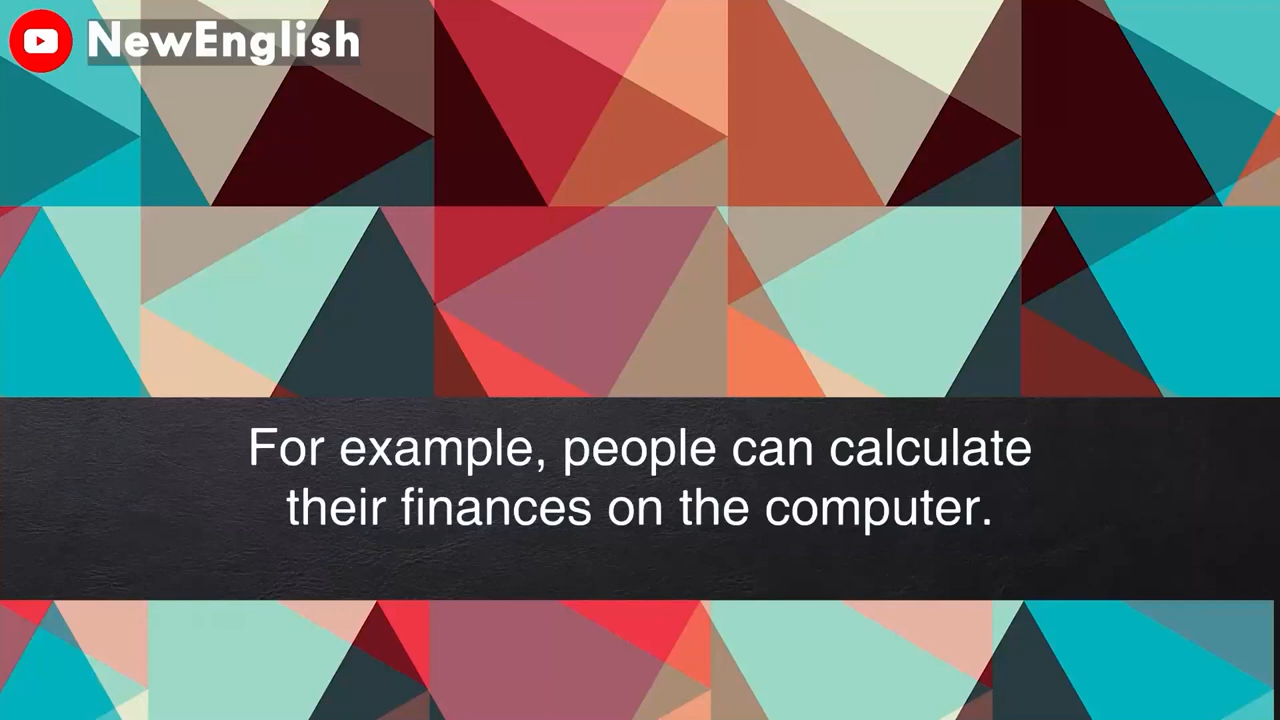 NewEnglish
For example, people can calculate
their finances on the computer.